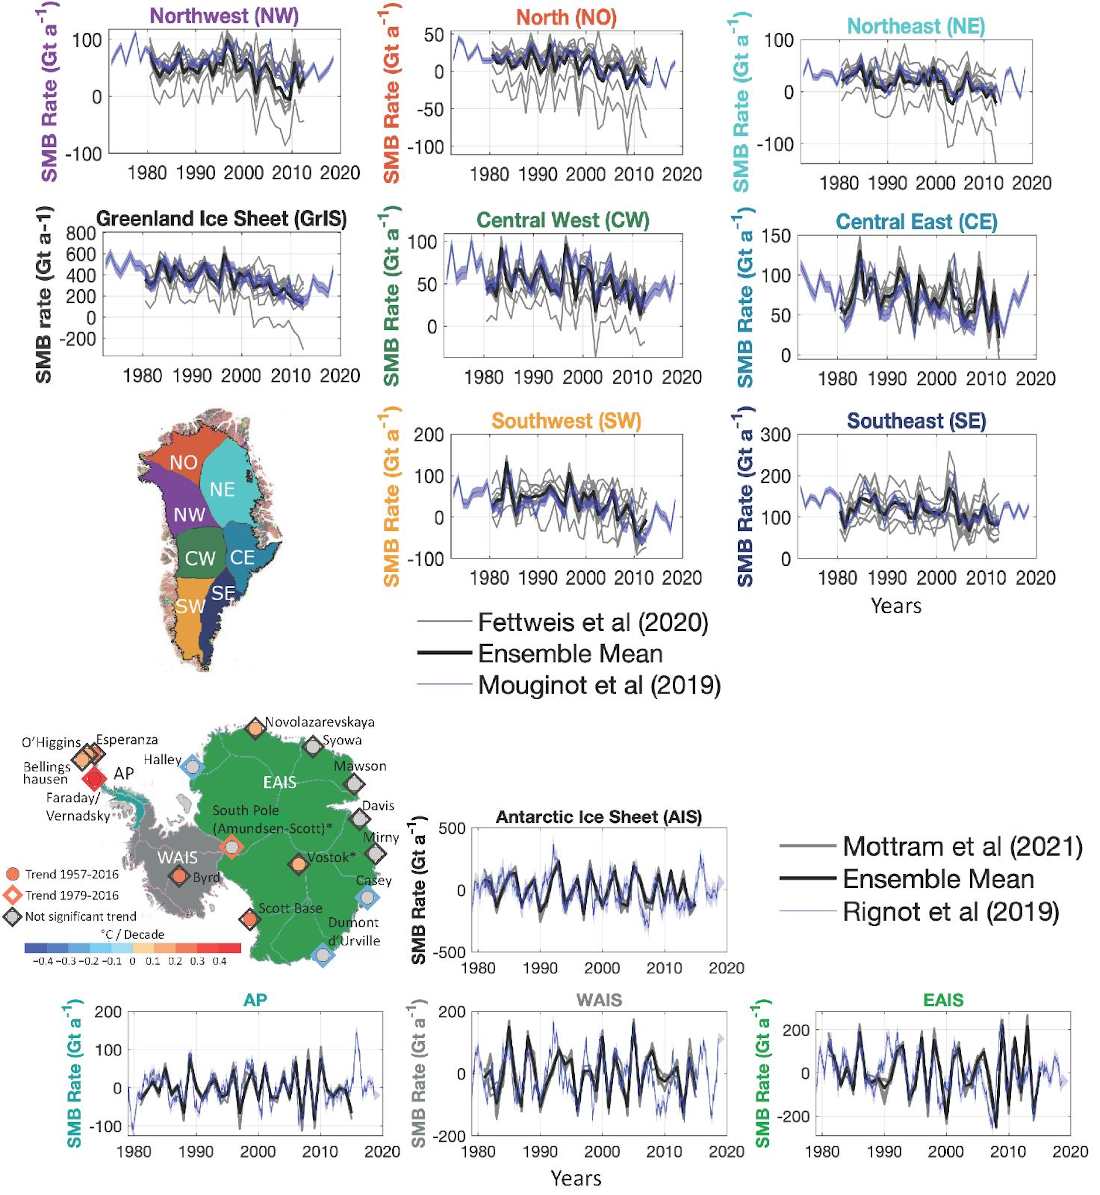 Northwest (NW)
SMB Rate (Gt a⁻¹)
100
0
-100
1980 1990 2000 2010 2020
North (NO)
SMB Rate (Gt a⁻¹)
50
0
-50
-100
1980 1990 2000 2010 2020
Northeast (NE)
SMB Rate (Gt a⁻¹)
100
0
-100
1980 1990 2000 2010 2020
Greenland Ice Sheet (GrIS)
SMB rate (Gt a-1)
800
600
400
200
0
-200
1980 1990 2000 2010 2020
Central West (CW)
SMB Rate (Gt a⁻¹)
100
50
0
1980 1990 2000 2010 2020
Central East (CE)
SMB Rate (Gt a⁻¹)
150
100
50
0
1980 1990 2000 2010 2020
NO
NE
NW
CW
CE
SW
SE
Southwest (SW)
SMB Rate (Gt a⁻¹)
200
100
0
-100
1980 1990 2000 2010 2020
Southeast (SE)
SMB Rate (Gt a⁻¹)
300
200
100
0
1980 1990 2000 2010 2020
Years
Fettweis et al (2020)
Ensemble Mean
Mouginot et al (2019)
Novolazarevskaya
O'Higgins
Esperanza
Syowa
Bellings
hausen
AP
Halley
Mawson
EAIS
Faraday/
Vernadsky
South Pole
(Amundsen-Scott)*
Davis
Mirny
WAIS
Vostok*
Byrd
Casey
Scott Base
Dumont
d'Urville
Trend 1957-2016
Trend 1979-2016
Not significant trend
°C / Decade
−0.4 −0.3 −0.2 −0.1 0 0.1 0.2 0.3 0.4
Antarctic Ice Sheet (AIS)
SMB Rate (Gt a⁻¹)
500
0
-500
1980 1990 2000 2010 2020
Mottram et al (2021)
Ensemble Mean
Rignot et al (2019)
AP
SMB Rate (Gt a⁻¹)
200
100
0
-100
1980 1990 2000 2010 2020
WAIS
SMB Rate (Gt a⁻¹)
200
0
-200
1980 1990 2000 2010 2020
EAIS
SMB Rate (Gt a⁻¹)
200
0
-200
1980 1990 2000 2010 2020
Years